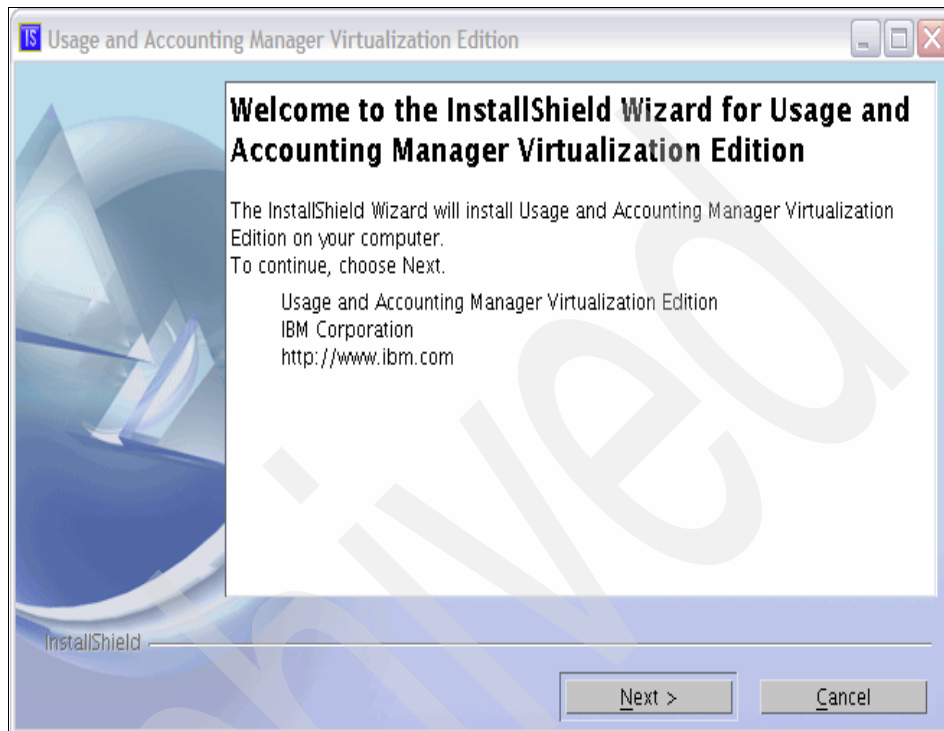 IS Usage and Accounting Manager Virtualization Edition
Welcome to the InstallShield Wizard for Usage and
Accounting Manager Virtualization Edition
The InstallShield Wizard will install Usage and Accounting Manager Virtualization
Edition on your computer.
To continue, choose Next.
Usage and Accounting Manager Virtualization Edition
IBM Corporation
http://www.ibm.com
InstallShield
Next >
Cancel
hived